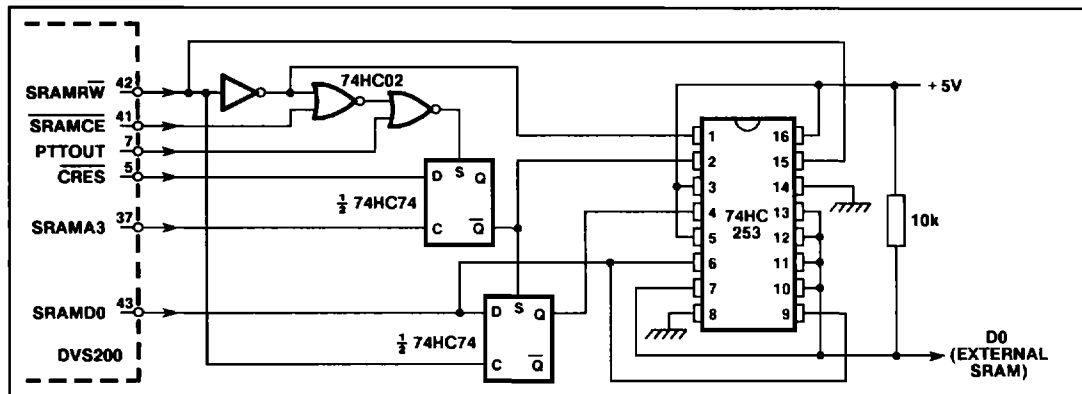 SRAMRW̅ 42
S̅R̅A̅M̅C̅E̅ 41
PTTOUT 7
C̅R̅E̅S̅ 5
SRAMA3 37
SRAMD0 43
DVS200
74HC02
D S Q
C Q̅
½ 74HC74
D S Q
C Q̅
½ 74HC74
1 16
2 15
3 14
4 13
5 12
6 11
7 10
8 9
74HC
253
+ 5V
10k
D0
(EXTERNAL
SRAM)